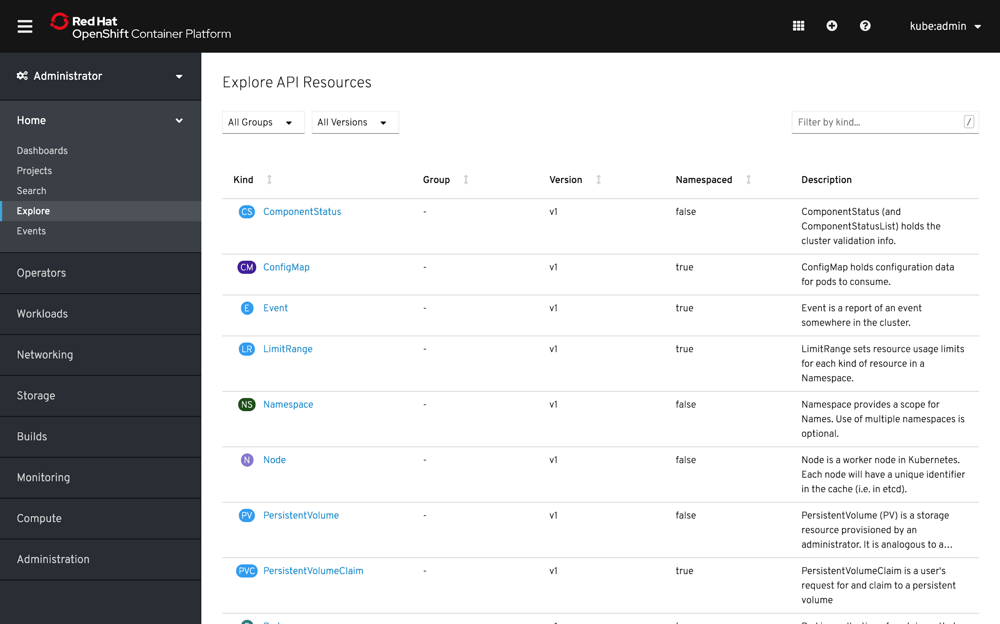 Red Hat
OpenShift Container Platform
kube:admin
Administrator
Home
Dashboards
Projects
Search
Explore
Events
Operators
Workloads
Networking
Storage
Builds
Monitoring
Compute
Administration
Explore API Resources
All Groups
All Versions
Filter by kind...
/
Kind Group Version Namespaced Description
CS ComponentStatus - v1 false ComponentStatus (and
ComponentStatusList) holds the
cluster validation info.
CM ConfigMap - v1 true ConfigMap holds configuration data
for pods to consume.
E Event - v1 true Event is a report of an event
somewhere in the cluster.
LR LimitRange - v1 true LimitRange sets resource usage limits
for each kind of resource in a
Namespace.
NS Namespace - v1 false Namespace provides a scope for
Names. Use of multiple namespaces is
optional.
N Node - v1 false Node is a worker node in Kubernetes.
Each node will have a unique identifier
in the cache (i.e. in etcd).
PV PersistentVolume - v1 false PersistentVolume (PV) is a storage
resource provisioned by an
administrator. It is analogous to a...
PVC PersistentVolumeClaim - v1 true PersistentVolumeClaim is a user's
request for and claim to a persistent
volume